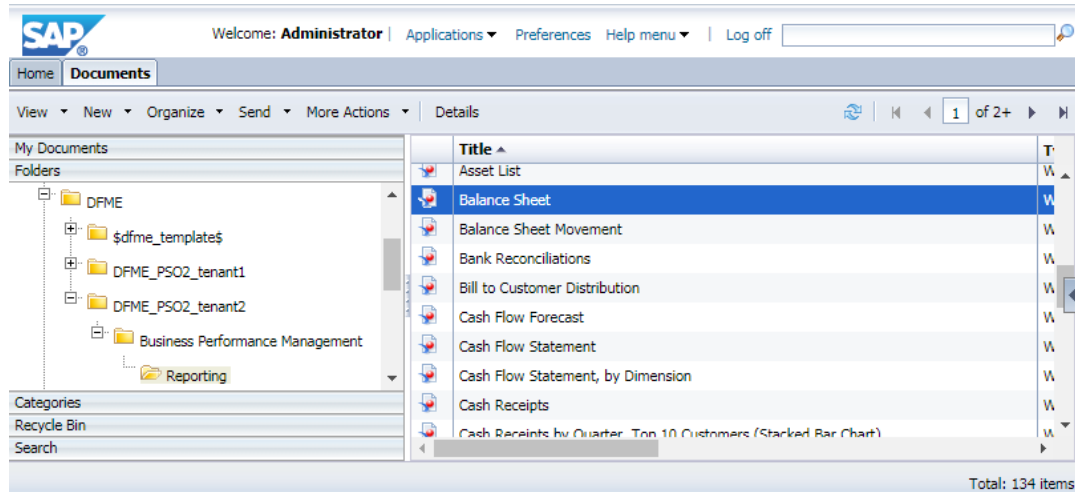 SAP®
Welcome: Administrator | Applications Preferences Help menu | Log off
Home Documents
View New Organize Send More Actions Details 1 of 2+
My Documents
Folders
DFME
$dfme_template$
DFME_PSO2_tenant1
DFME_PSO2_tenant2
Business Performance Management
Reporting
Categories
Recycle Bin
Search
Title
Asset List
Balance Sheet
Balance Sheet Movement
Bank Reconciliations
Bill to Customer Distribution
Cash Flow Forecast
Cash Flow Statement
Cash Flow Statement, by Dimension
Cash Receipts
Cash Receipts by Quarter, Top 10 Customers (Stacked Bar Chart)
Total: 134 items